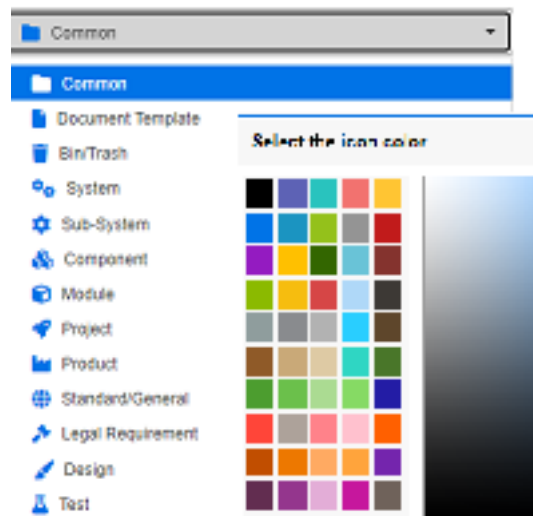 Common
Common
Document Template
Bin/Trash
Select the icon color
System
Sub-System
Component
Module
Project
Product
Standard/General
Legal Requirement
Design
Test